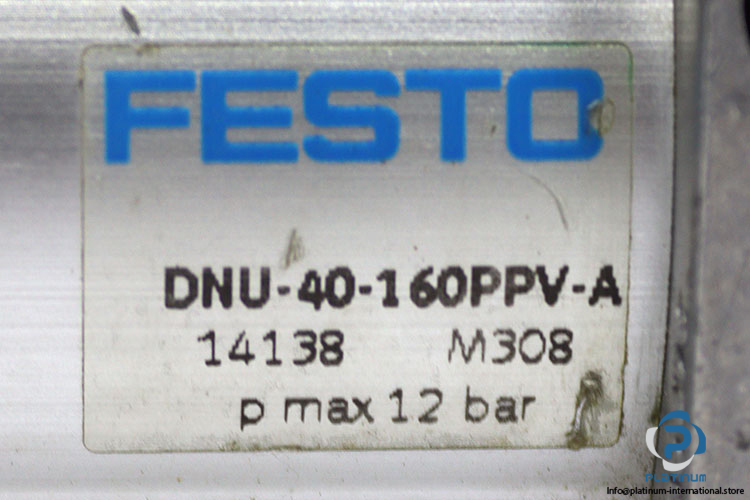 FESTO
DNU-40-160PPV-A
14138 M308
p max 12 bar
PLATINUM
Info@platinum-international.store